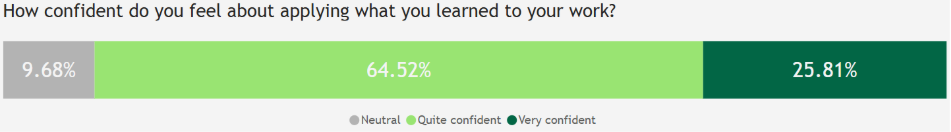 How confident do you feel about applying what you learned to your work?
9.68% 64.52% 25.81%
Neutral Quite confident Very confident